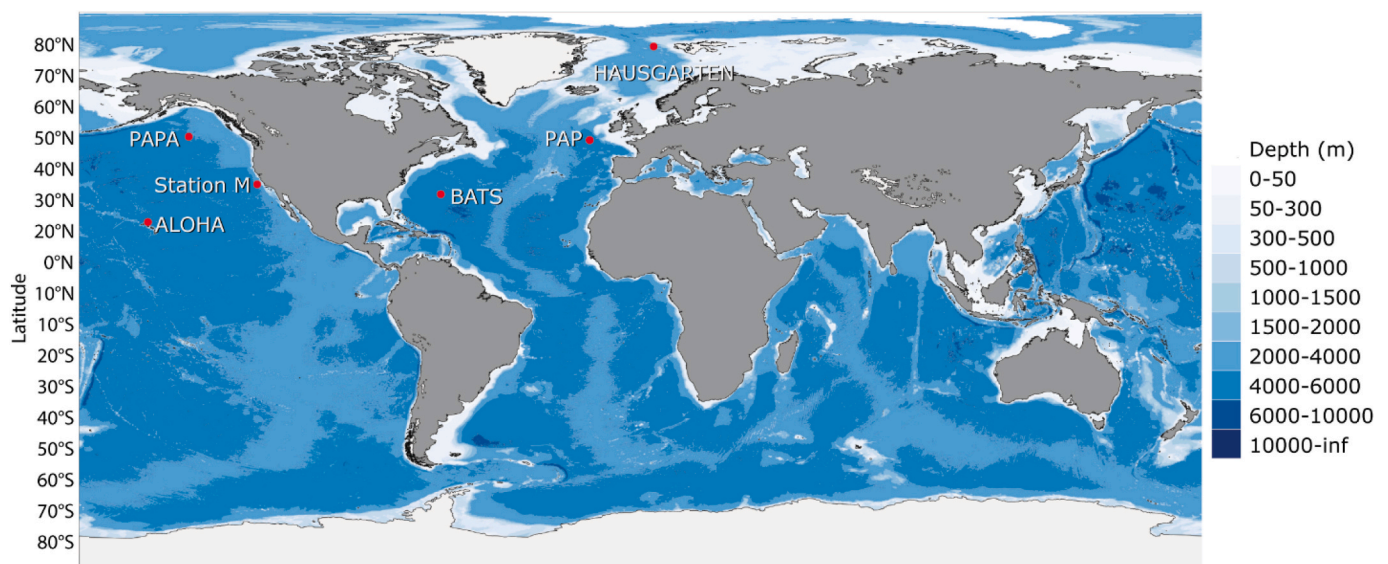 80°N
70°N
60°N
50°N
40°N
30°N
20°N
0°N
10°N
10°S
20°S
30°S
40°S
50°S
60°S
70°S
80°S
Latitude
HAUSGARTEN
PAPA
PAP
Station M
BATS
ALOHA
Depth (m)
0-50
50-300
300-500
500-1000
1000-1500
1500-2000
2000-4000
4000-6000
6000-10000
10000-inf